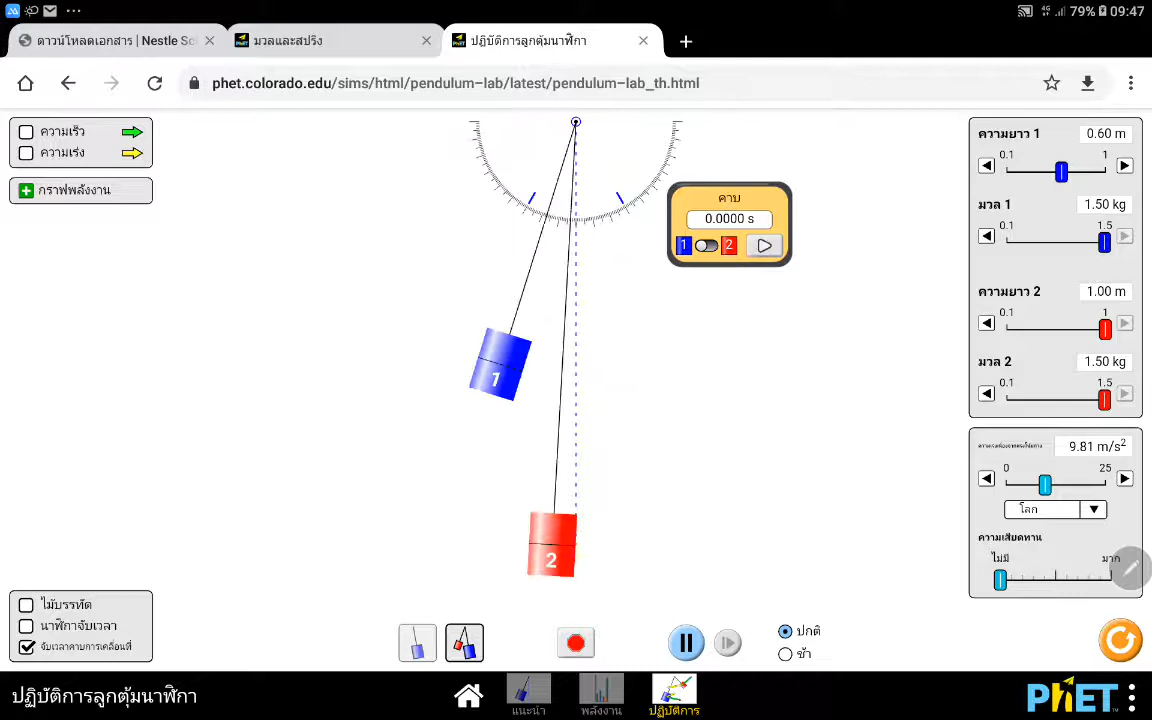 79% 09:47
ดาวน์โหลดเอกสาร | Nestle Sc
มวลและสปริง
ปฏิบัติการลูกตุ้มนาฬิกา
phet.colorado.edu/sims/html/pendulum-lab/latest/pendulum-lab_th.html
ความเร็ว
ความเร่ง
กราฟพลังงาน
คาบ
0.0000 s
1 2
1
2
ความยาว 1 0.60 m
0.1 1
มวล 1 1.50 kg
0.1 1.5
ความยาว 2 1.00 m
0.1 1
มวล 2 1.50 kg
0.1 1.5
9.81 m/s²
0 25
โลก
ความเสียดทาน
ไม่มี มาก
ไม้บรรทัด
นาฬิกาจับเวลา
จับเวลาคาบการเคลื่อนที่
ปกติ
ช้า
ปฏิบัติการลูกตุ้มนาฬิกา
แนะนำ
พลังงาน
ปฏิบัติการ
PhET